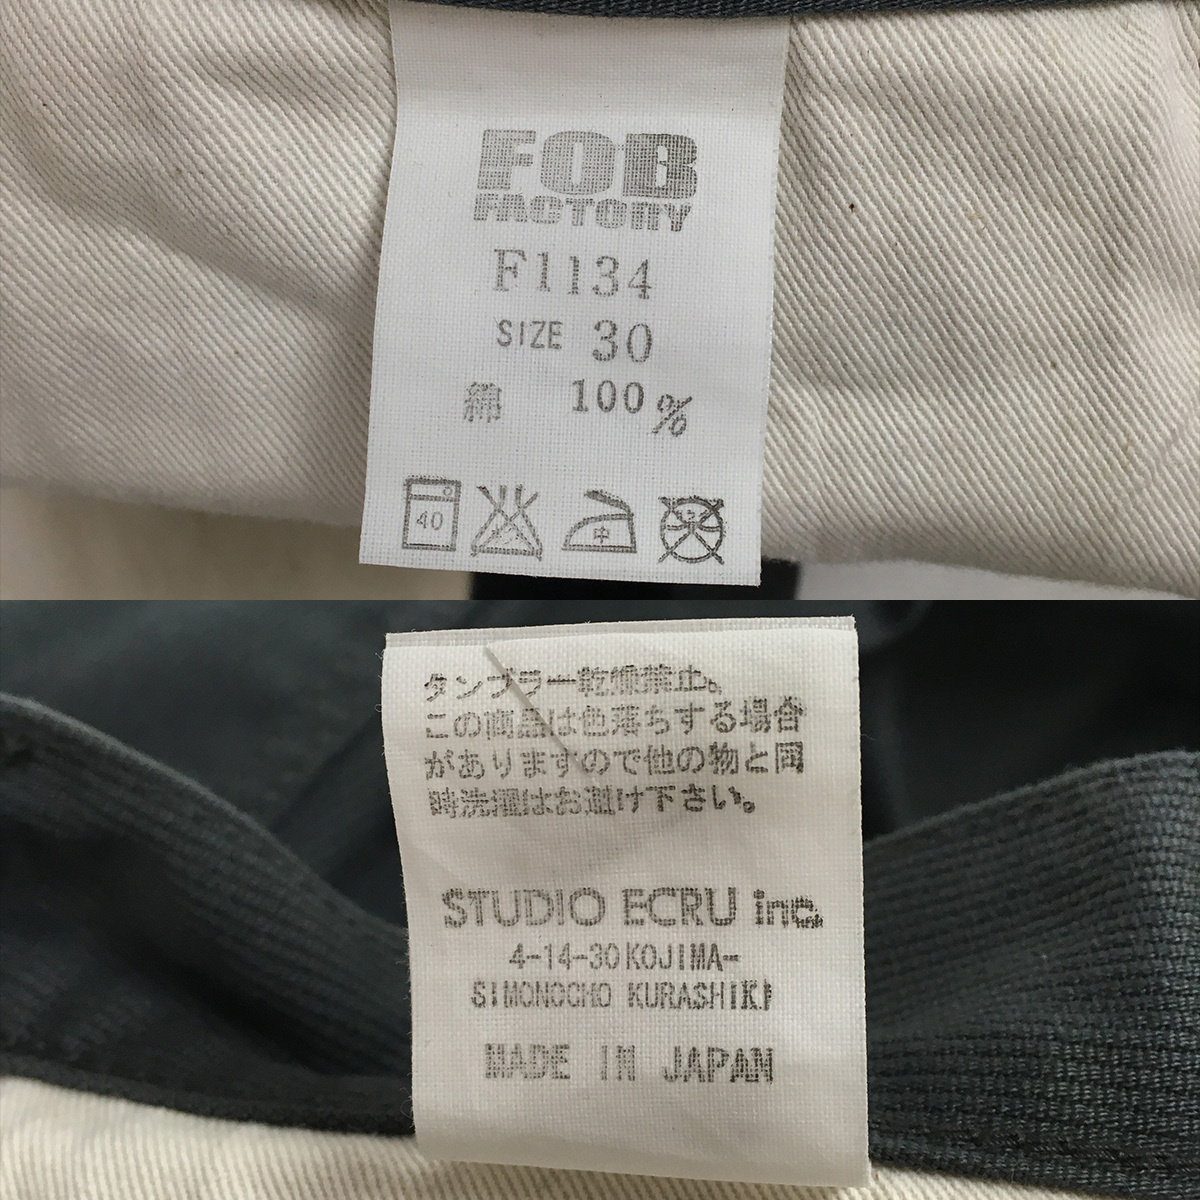 FOB
FACTORY
F1134
SIZE 30
綿 100%
40
中
タンブラー乾燥禁止。
この商品は色落ちする場合
がありますので他の物と同
時洗濯はお避け下さい。
STUDIO ECRU inc.
4-14-30KOJIMA-
SIMONOCHO KURASHIKI
MADE IN JAPAN